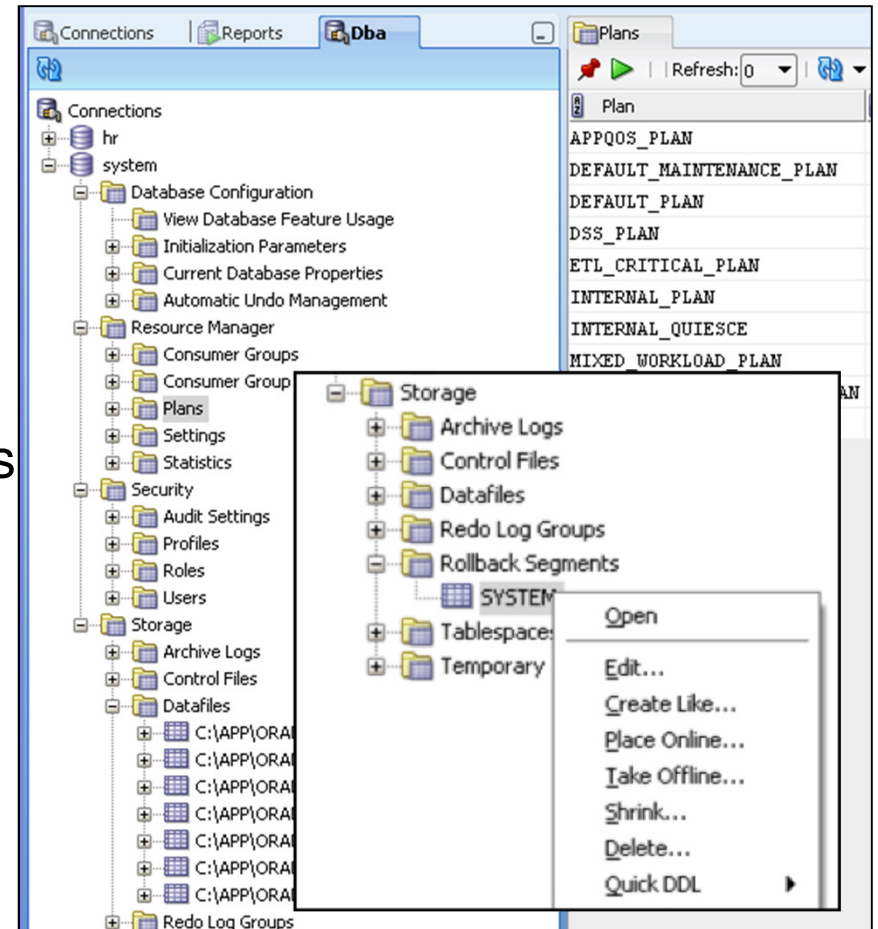 Connections Reports Dba
Connections
hr
system
Database Configuration
View Database Feature Usage
Initialization Parameters
Current Database Properties
Automatic Undo Management
Resource Manager
Consumer Groups
Consumer Group
Plans
Settings
Statistics
Security
Audit Settings
Profiles
Roles
Users
Storage
Archive Logs
Control Files
Datafiles
C:\APP\ORA
C:\APP\ORA
C:\APP\ORA
C:\APP\ORA
C:\APP\ORA
C:\APP\ORA
C:\APP\ORA
Redo Log Groups
s
Plans
Refresh: 0
Plan
APPQOS_PLAN
DEFAULT_MAINTENANCE_PLAN
DEFAULT_PLAN
DSS_PLAN
ETL_CRITICAL_PLAN
INTERNAL_PLAN
INTERNAL_QUIESCE
MIXED_WORKLOAD_PLAN
AN
Storage
Archive Logs
Control Files
Datafiles
Redo Log Groups
Rollback Segments
SYSTEM
Tablespaces
Temporary
Open
Edit...
Create Like...
Place Online...
Take Offline...
Shrink...
Delete...
Quick DDL